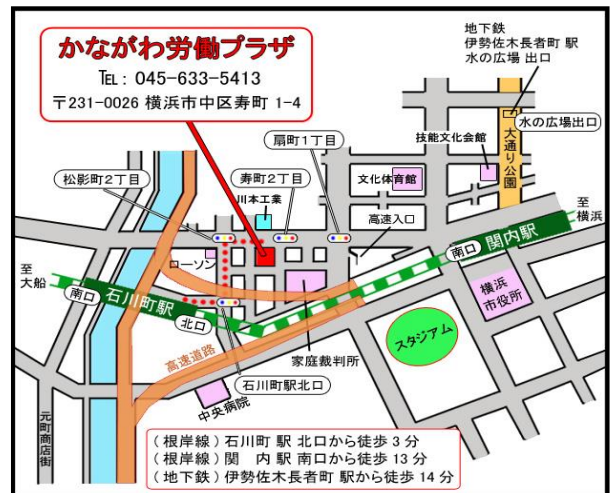 かながわ労働プラザ
℡: 045-633-5413
〒231-0026 横浜市中区寿町 1-4
地下鉄
伊勢佐木長者町 駅
水の広場 出口
水の広場出口
技能文化会館
大通り公園
扇町1丁目
文化体育館
松影町2丁目
寿町2丁目
川本工業
高速入口
至
横浜
関内駅
南口
ローソン
至
大船
南口
石川町駅
北口
横浜
市役所
スタジアム
家庭裁判所
高速道路
石川町駅北口
中央病院
元町商店街
(根岸線) 石川町 駅 北口から徒歩 3 分
(根岸線) 関 内 駅 南口から徒歩 13 分
(地下鉄) 伊勢佐木長者町 駅から徒歩 14 分